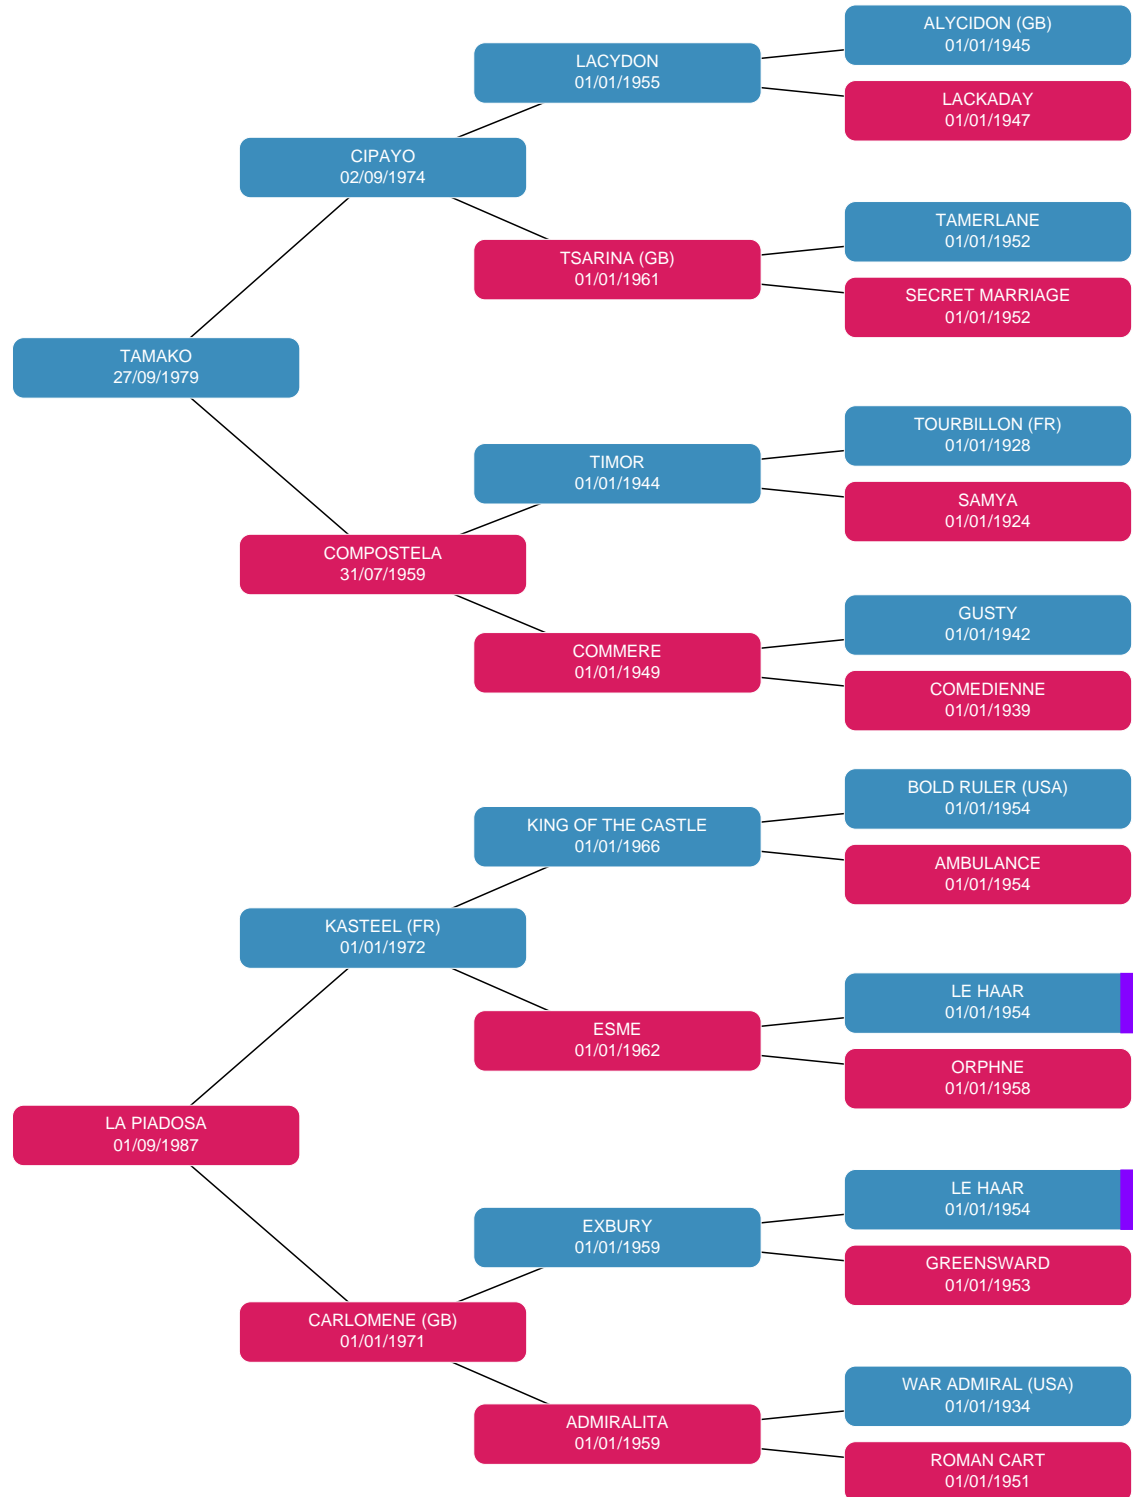 ALYCIDON (GB)
01/01/1945
LACYDON
01/01/1955
LACKADAY
01/01/1947
CIPAYO
02/09/1974
TAMERLANE
01/01/1952
TSARINA (GB)
01/01/1961
SECRET MARRIAGE
01/01/1952
TAMAKO
27/09/1979
TOURBILLON (FR)
01/01/1928
TIMOR
01/01/1944
SAMYA
01/01/1924
COMPOSTELA
31/07/1959
GUSTY
01/01/1942
COMMERE
01/01/1949
COMEDIENNE
01/01/1939
BOLD RULER (USA)
01/01/1954
KING OF THE CASTLE
01/01/1966
AMBULANCE
01/01/1954
KASTEEL (FR)
01/01/1972
LE HAAR
01/01/1954
ESME
01/01/1962
ORPHNE
01/01/1958
LA PIADOSA
01/09/1987
LE HAAR
01/01/1954
EXBURY
01/01/1959
GREENSWARD
01/01/1953
CARLOMENE (GB)
01/01/1971
WAR ADMIRAL (USA)
01/01/1934
ADMIRALITA
01/01/1959
ROMAN CART
01/01/1951